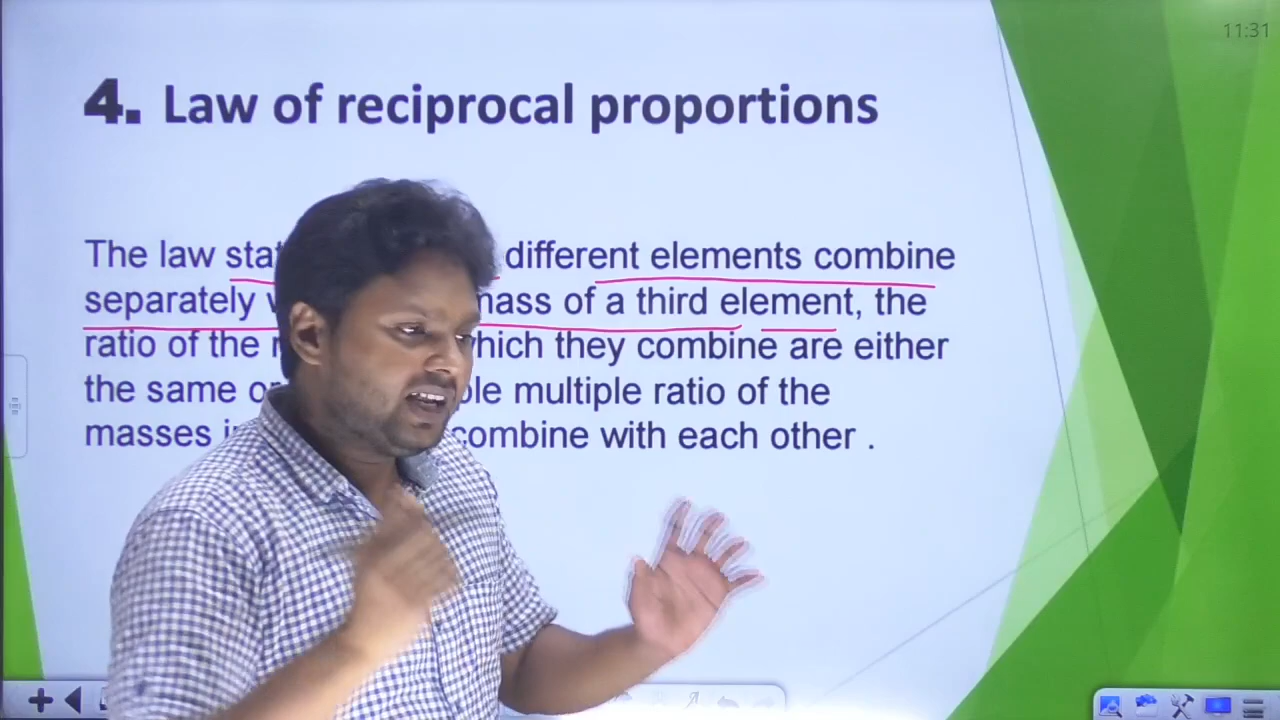 11:31
4. Law of reciprocal proportions
The law different elements combine
separately mass of a third element, the
ratio of the which they combine are either
the same or multiple ratio of the
masses combine with each other .